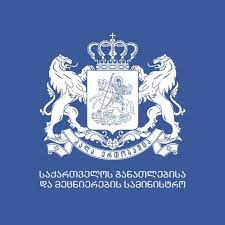 ძალა ერთობაშია
საქართველოს განათლებისა
და მეცნიერების სამინისტრო